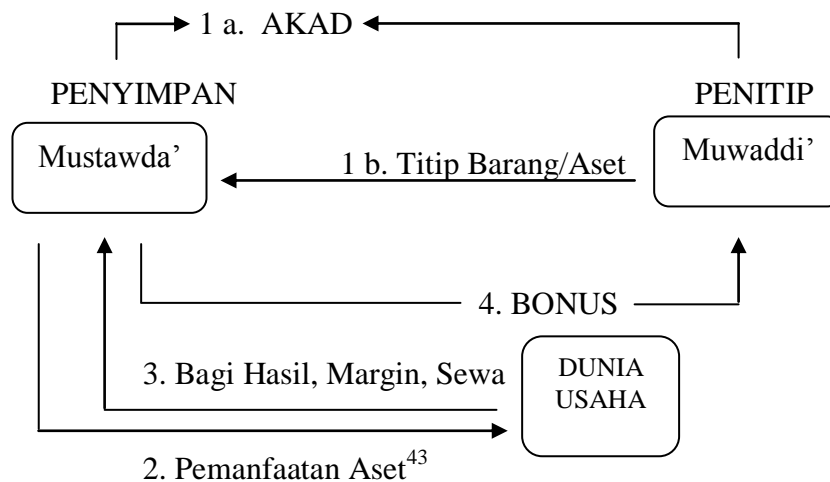 1 a. AKAD
PENYIMPAN
PENITIP
Mustawda’
Muwaddi’
1 b. Titip Barang/Aset
4. BONUS
3. Bagi Hasil, Margin, Sewa
DUNIA
USAHA
2. Pemanfaatan Aset⁴³